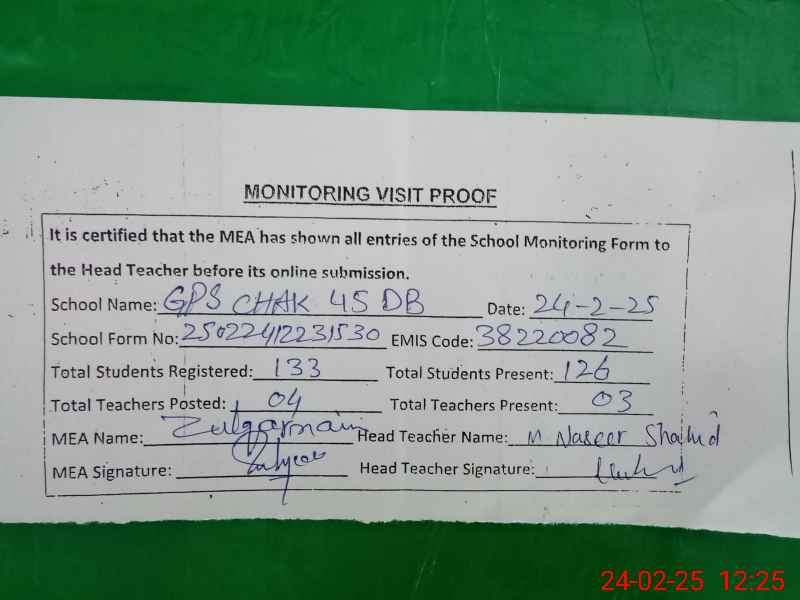 MONITORING VISIT PROOF
It is certified that the MEA has shown all entries of the School Monitoring Form to
the Head Teacher before its online submission.
School Name: GPS CHAK 45 DB Date: 24-2-25
School Form No: 25022412231530 EMIS Code: 38220082
Total Students Registered: 133 Total Students Present: 126
Total Teachers Posted: 04 Total Teachers Present: 03
MEA Name: Zulqarnain Head Teacher Name: M Naseer Shahid
MEA Signature: Head Teacher Signature:
24-02-25 12:25